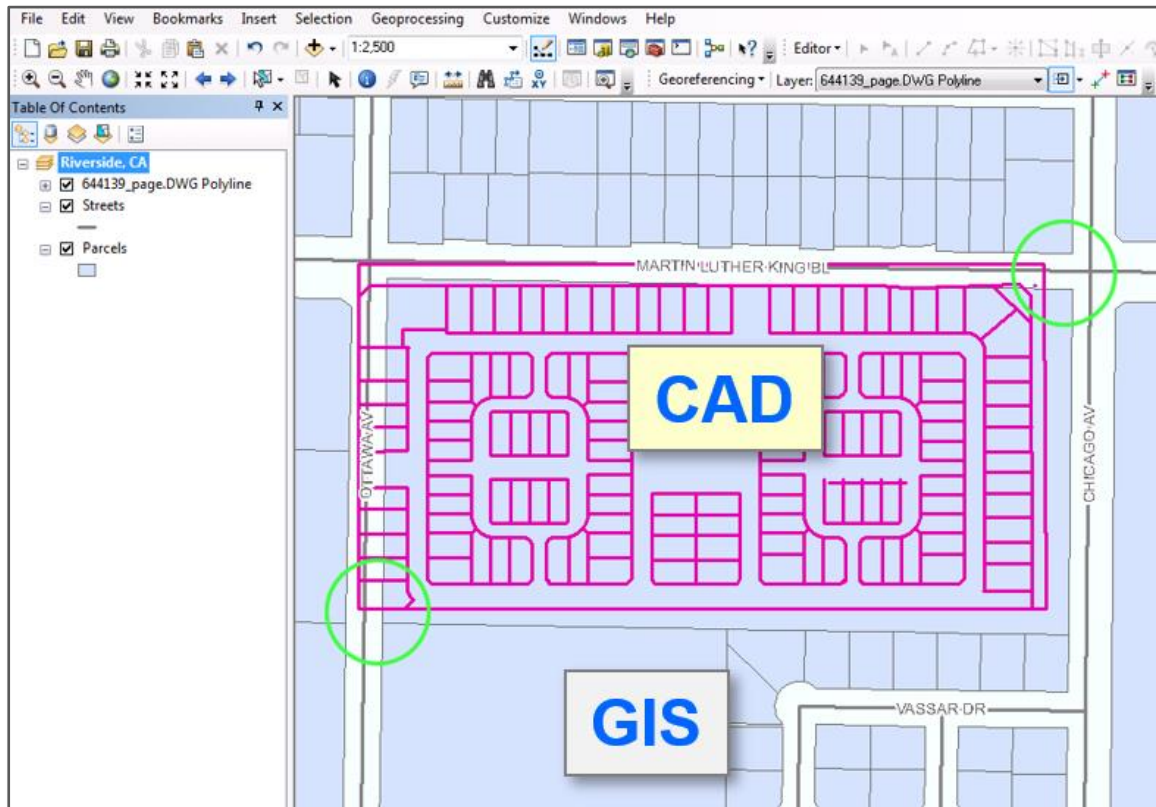 File Edit View Bookmarks Insert Selection Geoprocessing Customize Windows Help
1:2,500 Editor
Georeferencing Layer: 644139_page.DWG Polyline
Table Of Contents
Riverside, CA
644139_page.DWG Polyline
Streets
Parcels
MARTIN LUTHER KING BL
CAD
OTTAWA AV
CHICAGO AV
GIS
VASSAR DR